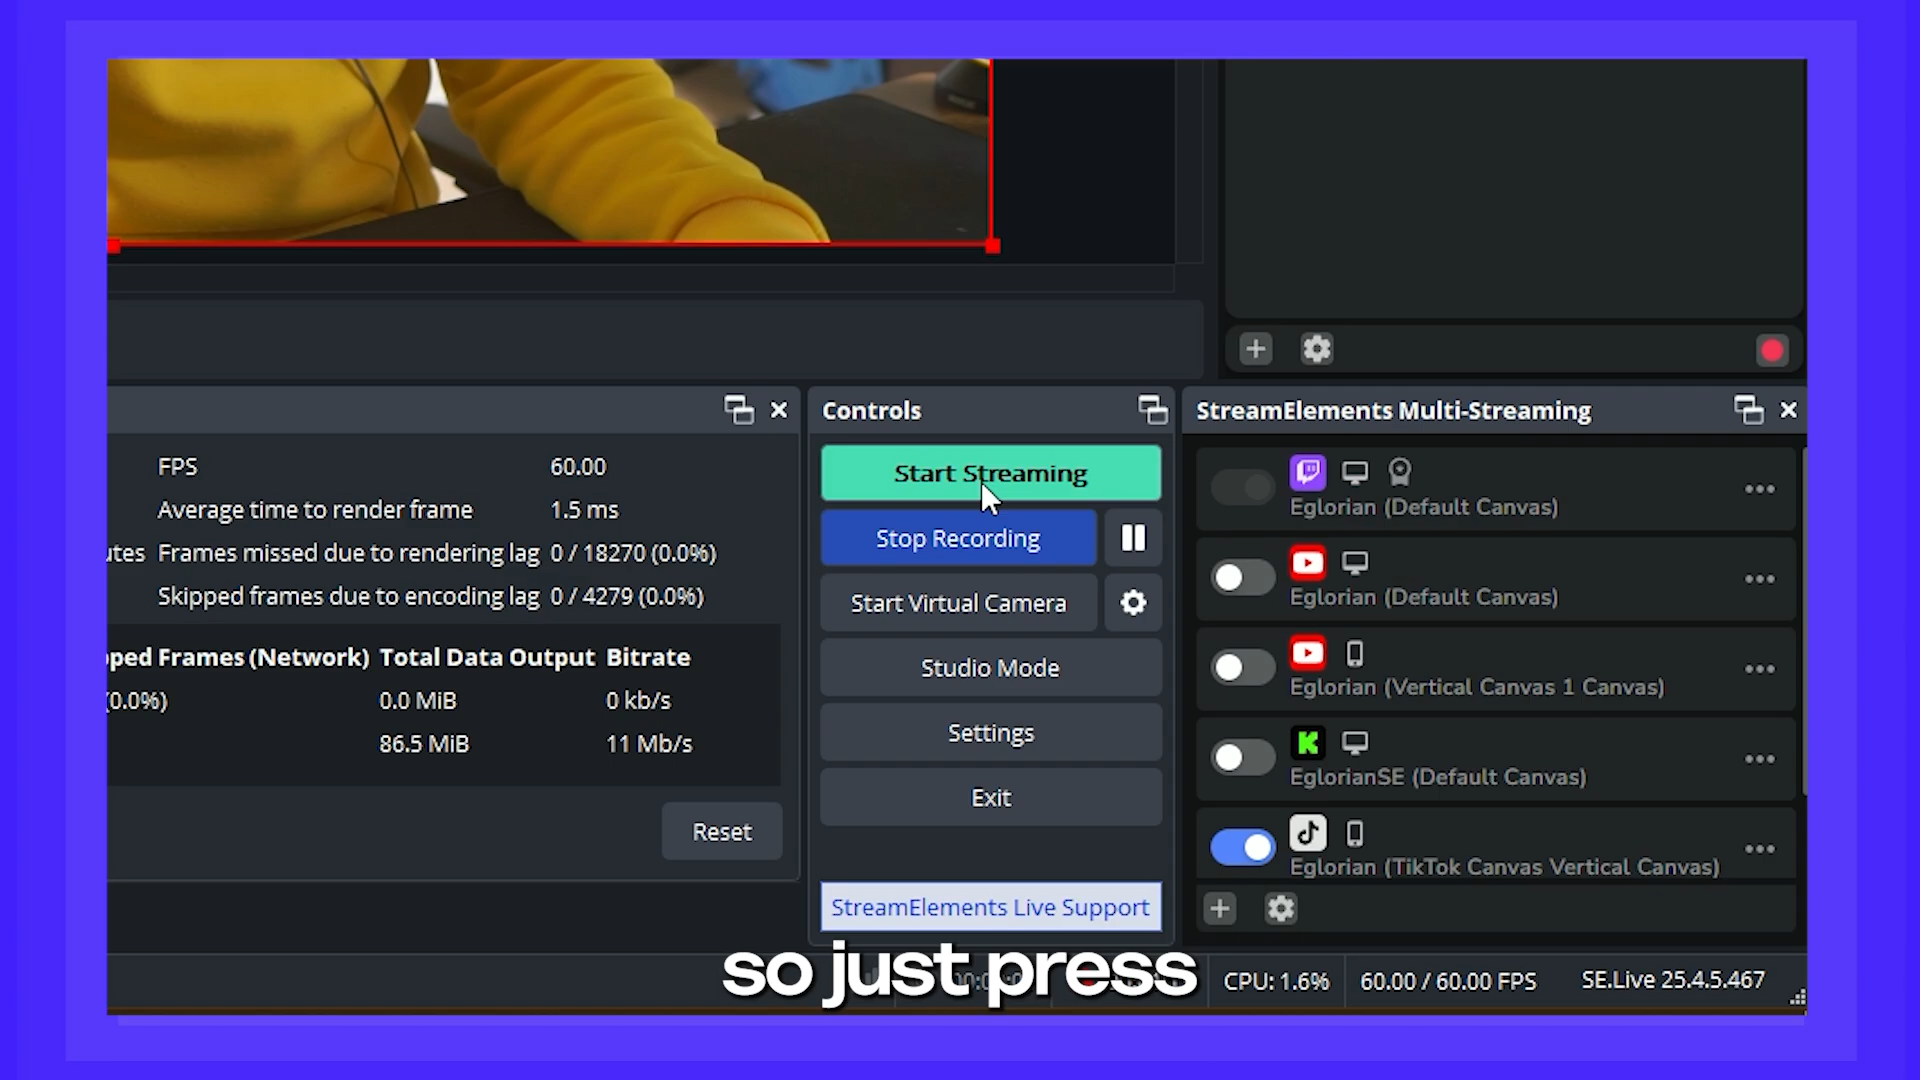 Controls
StreamElements Multi-Streaming
FPS 60.00
Average time to render frame 1.5 ms
utes Frames missed due to rendering lag 0 / 18270 (0.0%)
Skipped frames due to encoding lag 0 / 4279 (0.0%)
pped Frames (Network) Total Data Output Bitrate
(0.0%) 0.0 MiB 0 kb/s
86.5 MiB 11 Mb/s
Reset
Start Streaming
Stop Recording
Start Virtual Camera
Studio Mode
Settings
Exit
StreamElements Live Support
Eglorian (Default Canvas)
Eglorian (Default Canvas)
Eglorian (Vertical Canvas 1 Canvas)
EglorianSE (Default Canvas)
Eglorian (TikTok Canvas Vertical Canvas)
so just press
CPU: 1.6% 60.00 / 60.00 FPS SE.Live 25.4.5.467